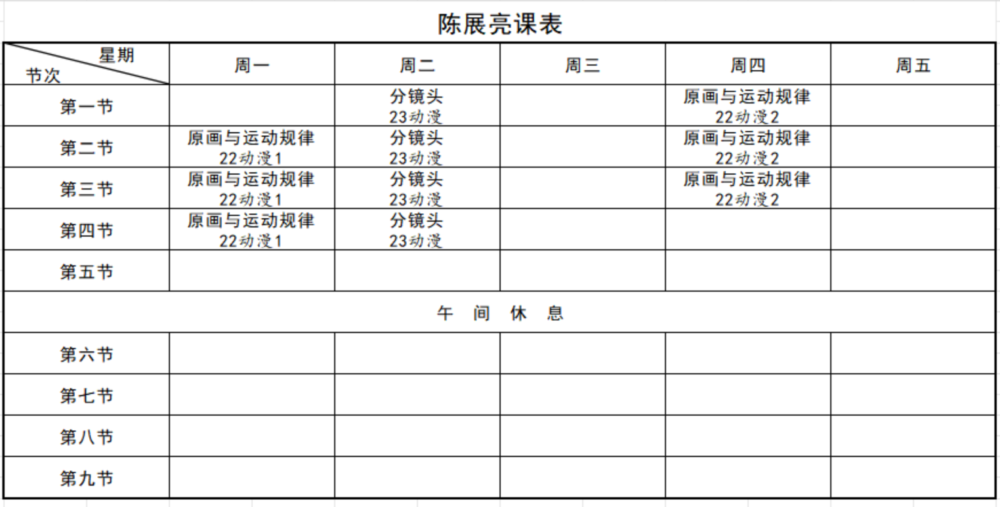 陈展亮课表
星期
节次
周一
周二
周三
周四
周五
第一节
分镜头
23动漫
原画与运动规律
22动漫2
第二节
原画与运动规律
22动漫1
分镜头
23动漫
原画与运动规律
22动漫2
第三节
原画与运动规律
22动漫1
分镜头
23动漫
原画与运动规律
22动漫2
第四节
原画与运动规律
22动漫1
分镜头
23动漫
第五节
午 间 休 息
第六节
第七节
第八节
第九节